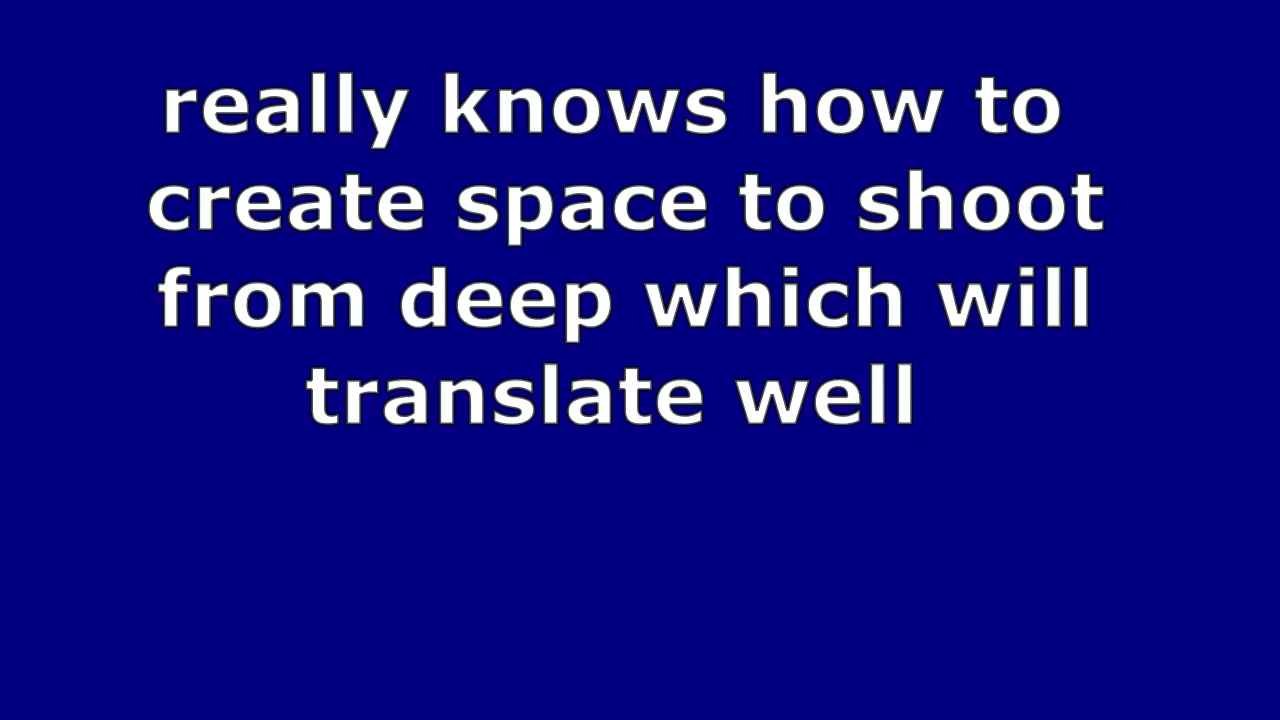 really knows how to
create space to shoot
from deep which will
translate well